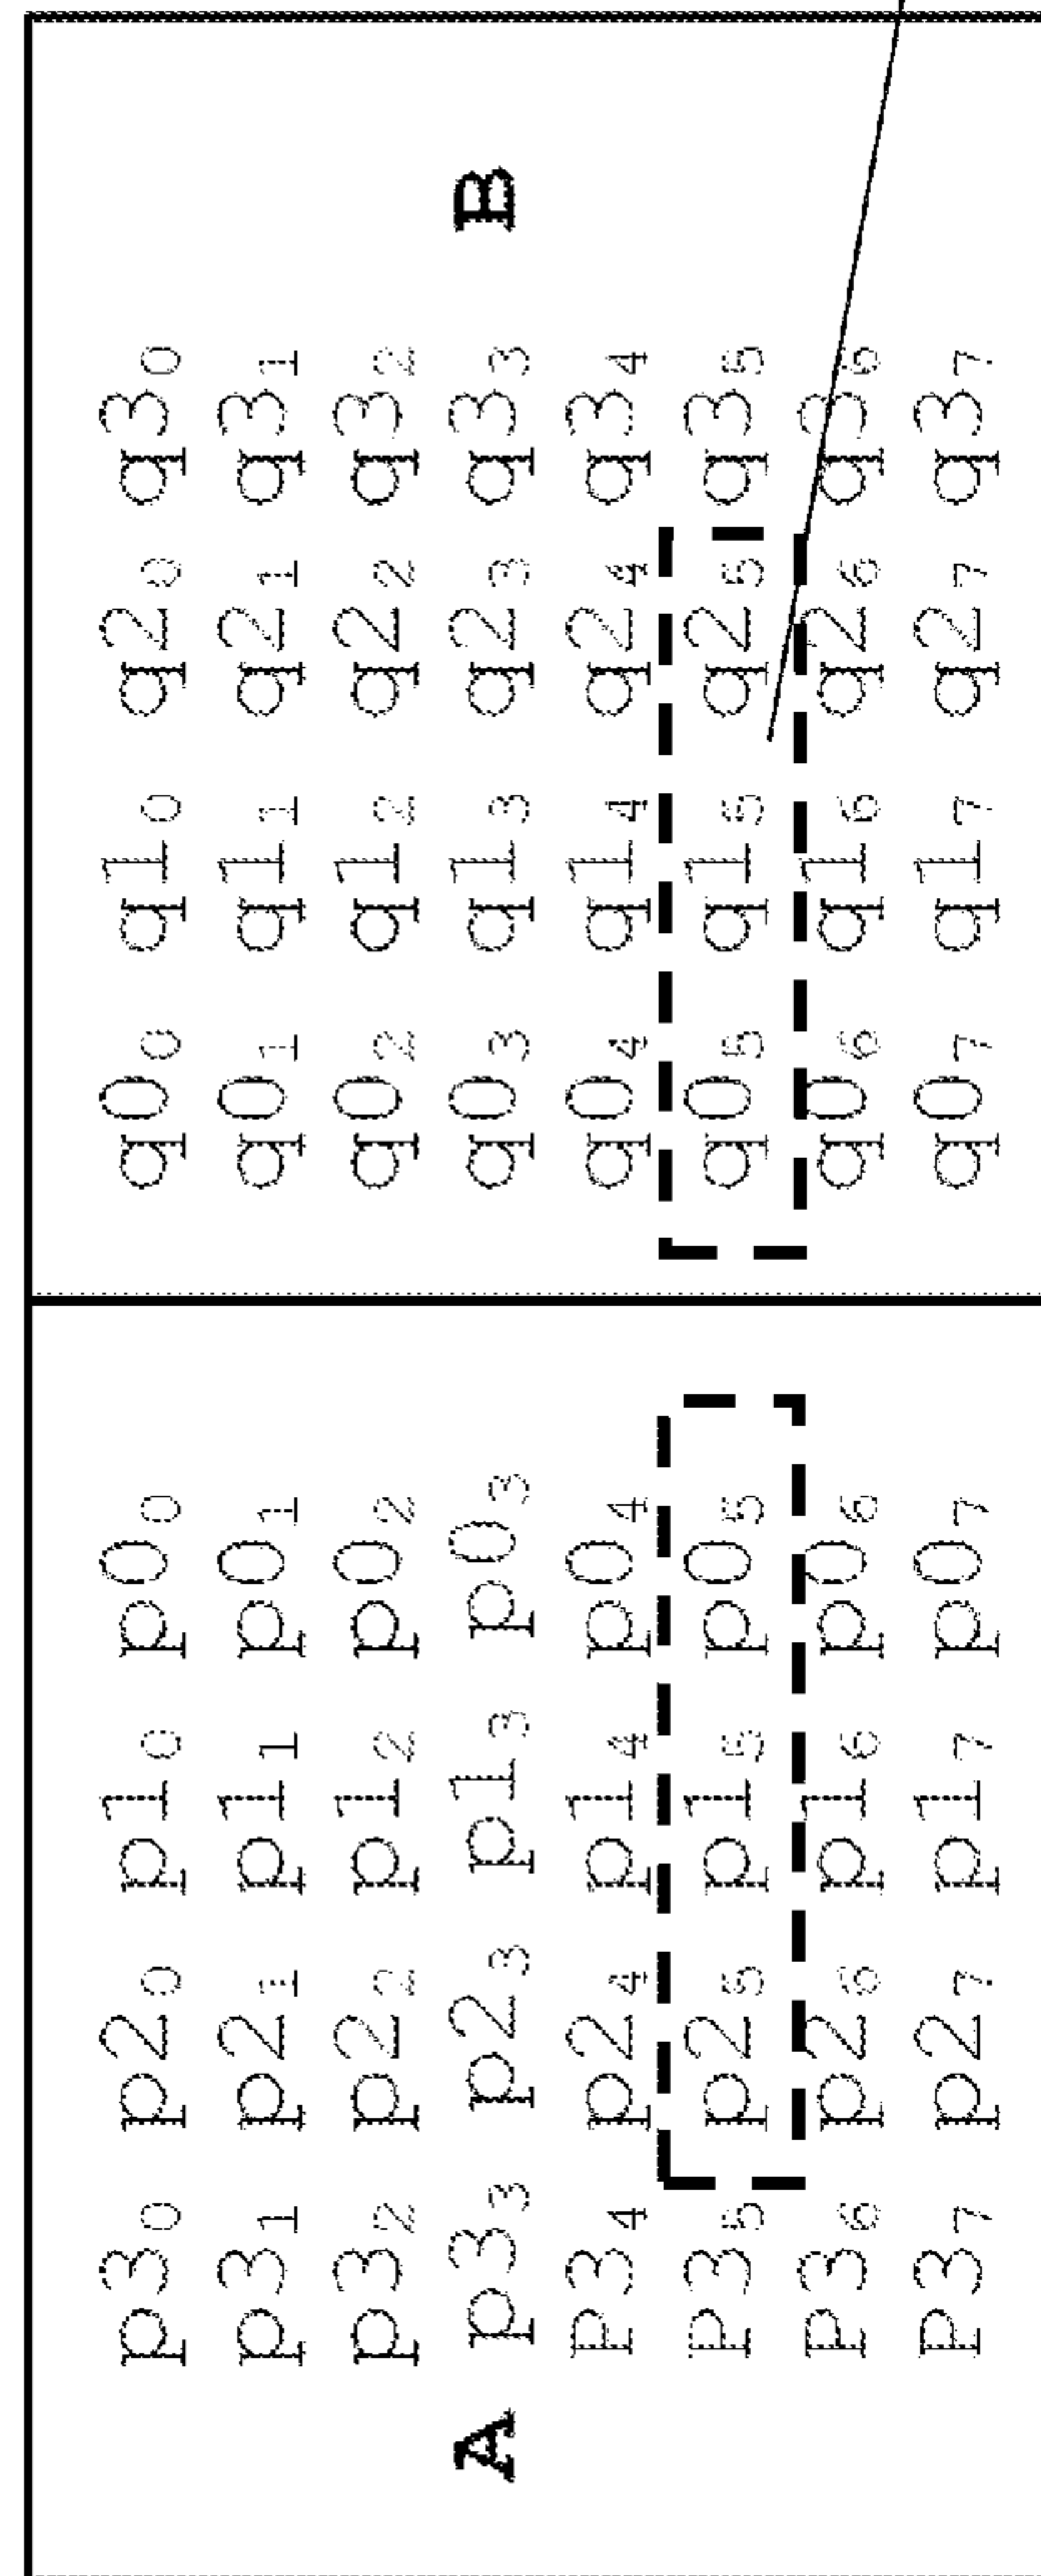 p3₀ p2₀ p1₀ p0₀ q0₀ q1₀ q2₀ q3₀
p3₁ p2₁ p1₁ p0₁ q0₁ q1₁ q2₁ q3₁
p3₂ p2₂ p1₂ p0₂ q0₂ q1₂ q2₂ q3₂
A p3₃ p2₃ p1₃ p0₃ q0₃ q1₃ q2₃ q3₃ B
P3₄ p2₄ p1₄ p0₄ q0₄ q1₄ q2₄ q3₄
P3₅ p2₅ p1₅ p0₅ q0₅ q1₅ q2₅ q3₅
P3₆ p2₆ p1₆ p0₆ q0₆ q1₆ q2₆ q3₆
P3₇ p2₇ p1₇ p0₇ q0₇ q1₇ q2₇ q3₇